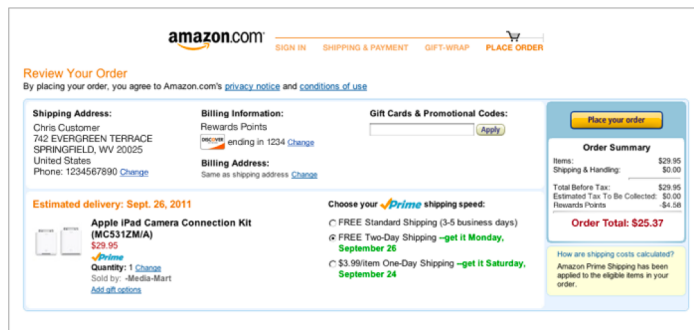 amazon.com
SIGN IN SHIPPING & PAYMENT GIFT-WRAP PLACE ORDER
Review Your Order
By placing your order, you agree to Amazon.com's privacy notice and conditions of use
Shipping Address:
Chris Customer
742 EVERGREEN TERRACE
SPRINGFIELD, WV 20025
United States
Phone: 1234567890 Change
Billing Information:
Rewards Points
DISCOVER ending in 1234 Change
Billing Address:
Same as shipping address Change
Gift Cards & Promotional Codes:
Apply
Place your order
Order Summary
Items: $29.95
Shipping & Handling: $0.00
Total Before Tax: $29.95
Estimated Tax To Be Collected: $0.00
Rewards Points -$4.58
Order Total: $25.37
How are shipping costs calculated?
Amazon Prime Shipping has been
applied to the eligible items in your
order.
Estimated delivery: Sept. 26, 2011
Apple iPad Camera Connection Kit
(MC531ZM/A)
$29.95
Prime
Quantity: 1 Change
Sold by: -Media-Mart
Add gift options
Choose your Prime shipping speed:
FREE Standard Shipping (3-5 business days)
FREE Two-Day Shipping --get it Monday,
September 26
$3.99/item One-Day Shipping --get it Saturday,
September 24